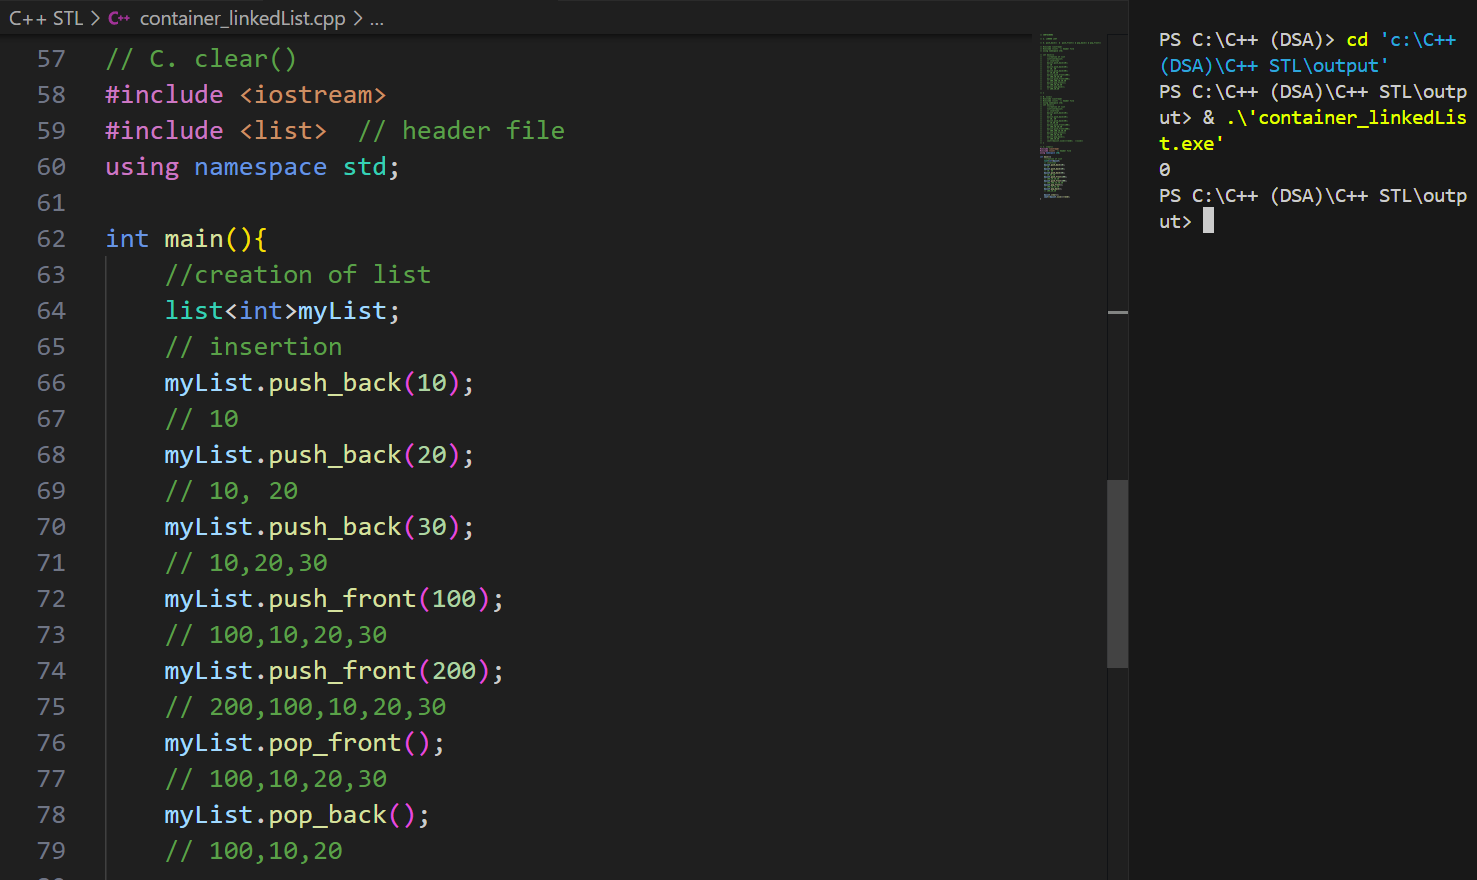 C++ STL > C++ container_linkedList.cpp > ...
57 // C. clear()
58 #include <iostream>
59 #include <list>  // header file
60 using namespace std;
61
62 int main(){
63     //creation of list
64     list<int>myList;
65     // insertion
66     myList.push_back(10);
67     // 10
68     myList.push_back(20);
69     // 10, 20
70     myList.push_back(30);
71     // 10,20,30
72     myList.push_front(100);
73     // 100,10,20,30
74     myList.push_front(200);
75     // 200,100,10,20,30
76     myList.pop_front();
77     // 100,10,20,30
78     myList.pop_back();
79     // 100,10,20
PS C:\C++ (DSA)> cd 'c:\C++
(DSA)\C++ STL\output'
PS C:\C++ (DSA)\C++ STL\outp
ut> & .\'container_linkedLis
t.exe'
0
PS C:\C++ (DSA)\C++ STL\outp
ut>